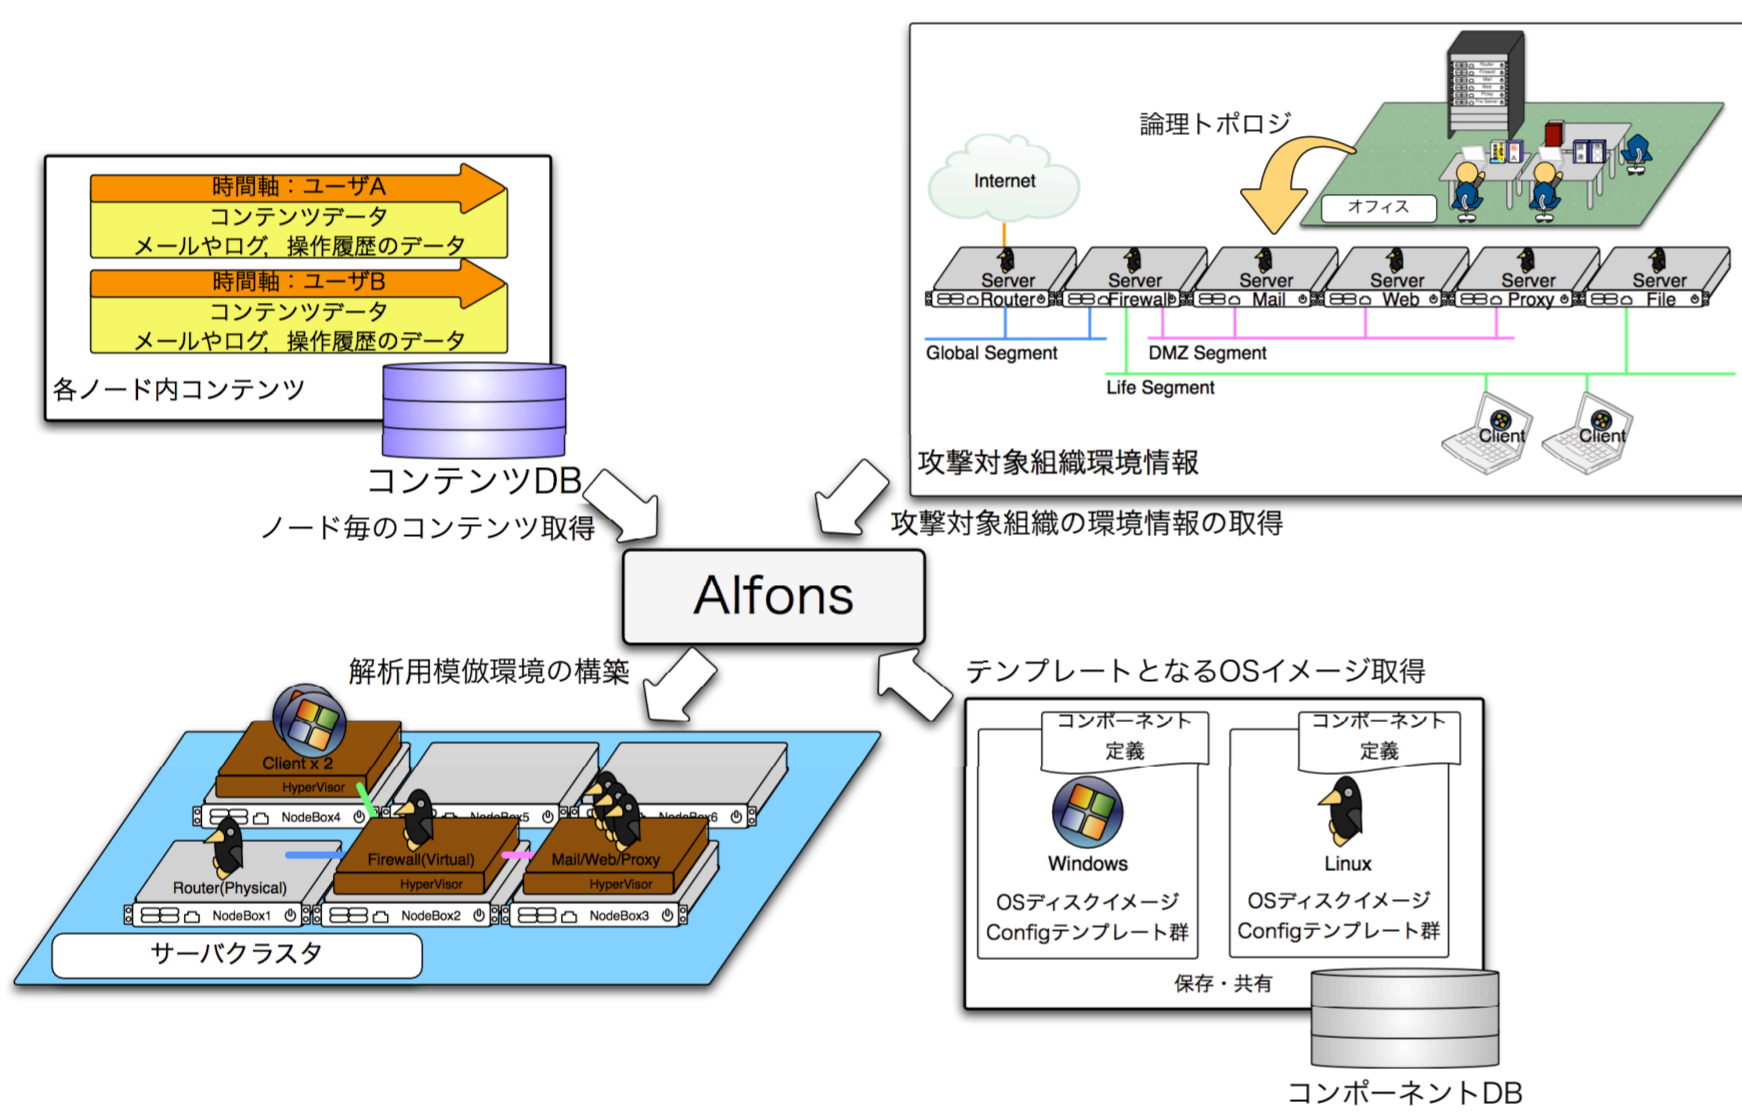 時間軸：ユーザA
コンテンツデータ
メールやログ，操作履歴のデータ
時間軸：ユーザB
コンテンツデータ
メールやログ，操作履歴のデータ
各ノード内コンテンツ
コンテンツDB
ノード毎のコンテンツ取得
論理トポロジ
Internet
オフィス
Server Router
Server Firewall
Server Mail
Server Web
Server Proxy
Server File
Global Segment
DMZ Segment
Life Segment
Client
Client
攻撃対象組織環境情報
攻撃対象組織の環境情報の取得
Alfons
解析用模倣環境の構築
Client x 2
HyperVisor
NodeBox4
NodeBox5
NodeBox6
Router(Physical)
NodeBox1
Firewall(Virtual)
HyperVisor
NodeBox2
Mail/Web/Proxy
HyperVisor
NodeBox3
サーバクラスタ
テンプレートとなるOSイメージ取得
コンポーネント
定義
Windows
OSディスクイメージ
Configテンプレート群
コンポーネント
定義
Linux
OSディスクイメージ
Configテンプレート群
保存・共有
コンポーネントDB